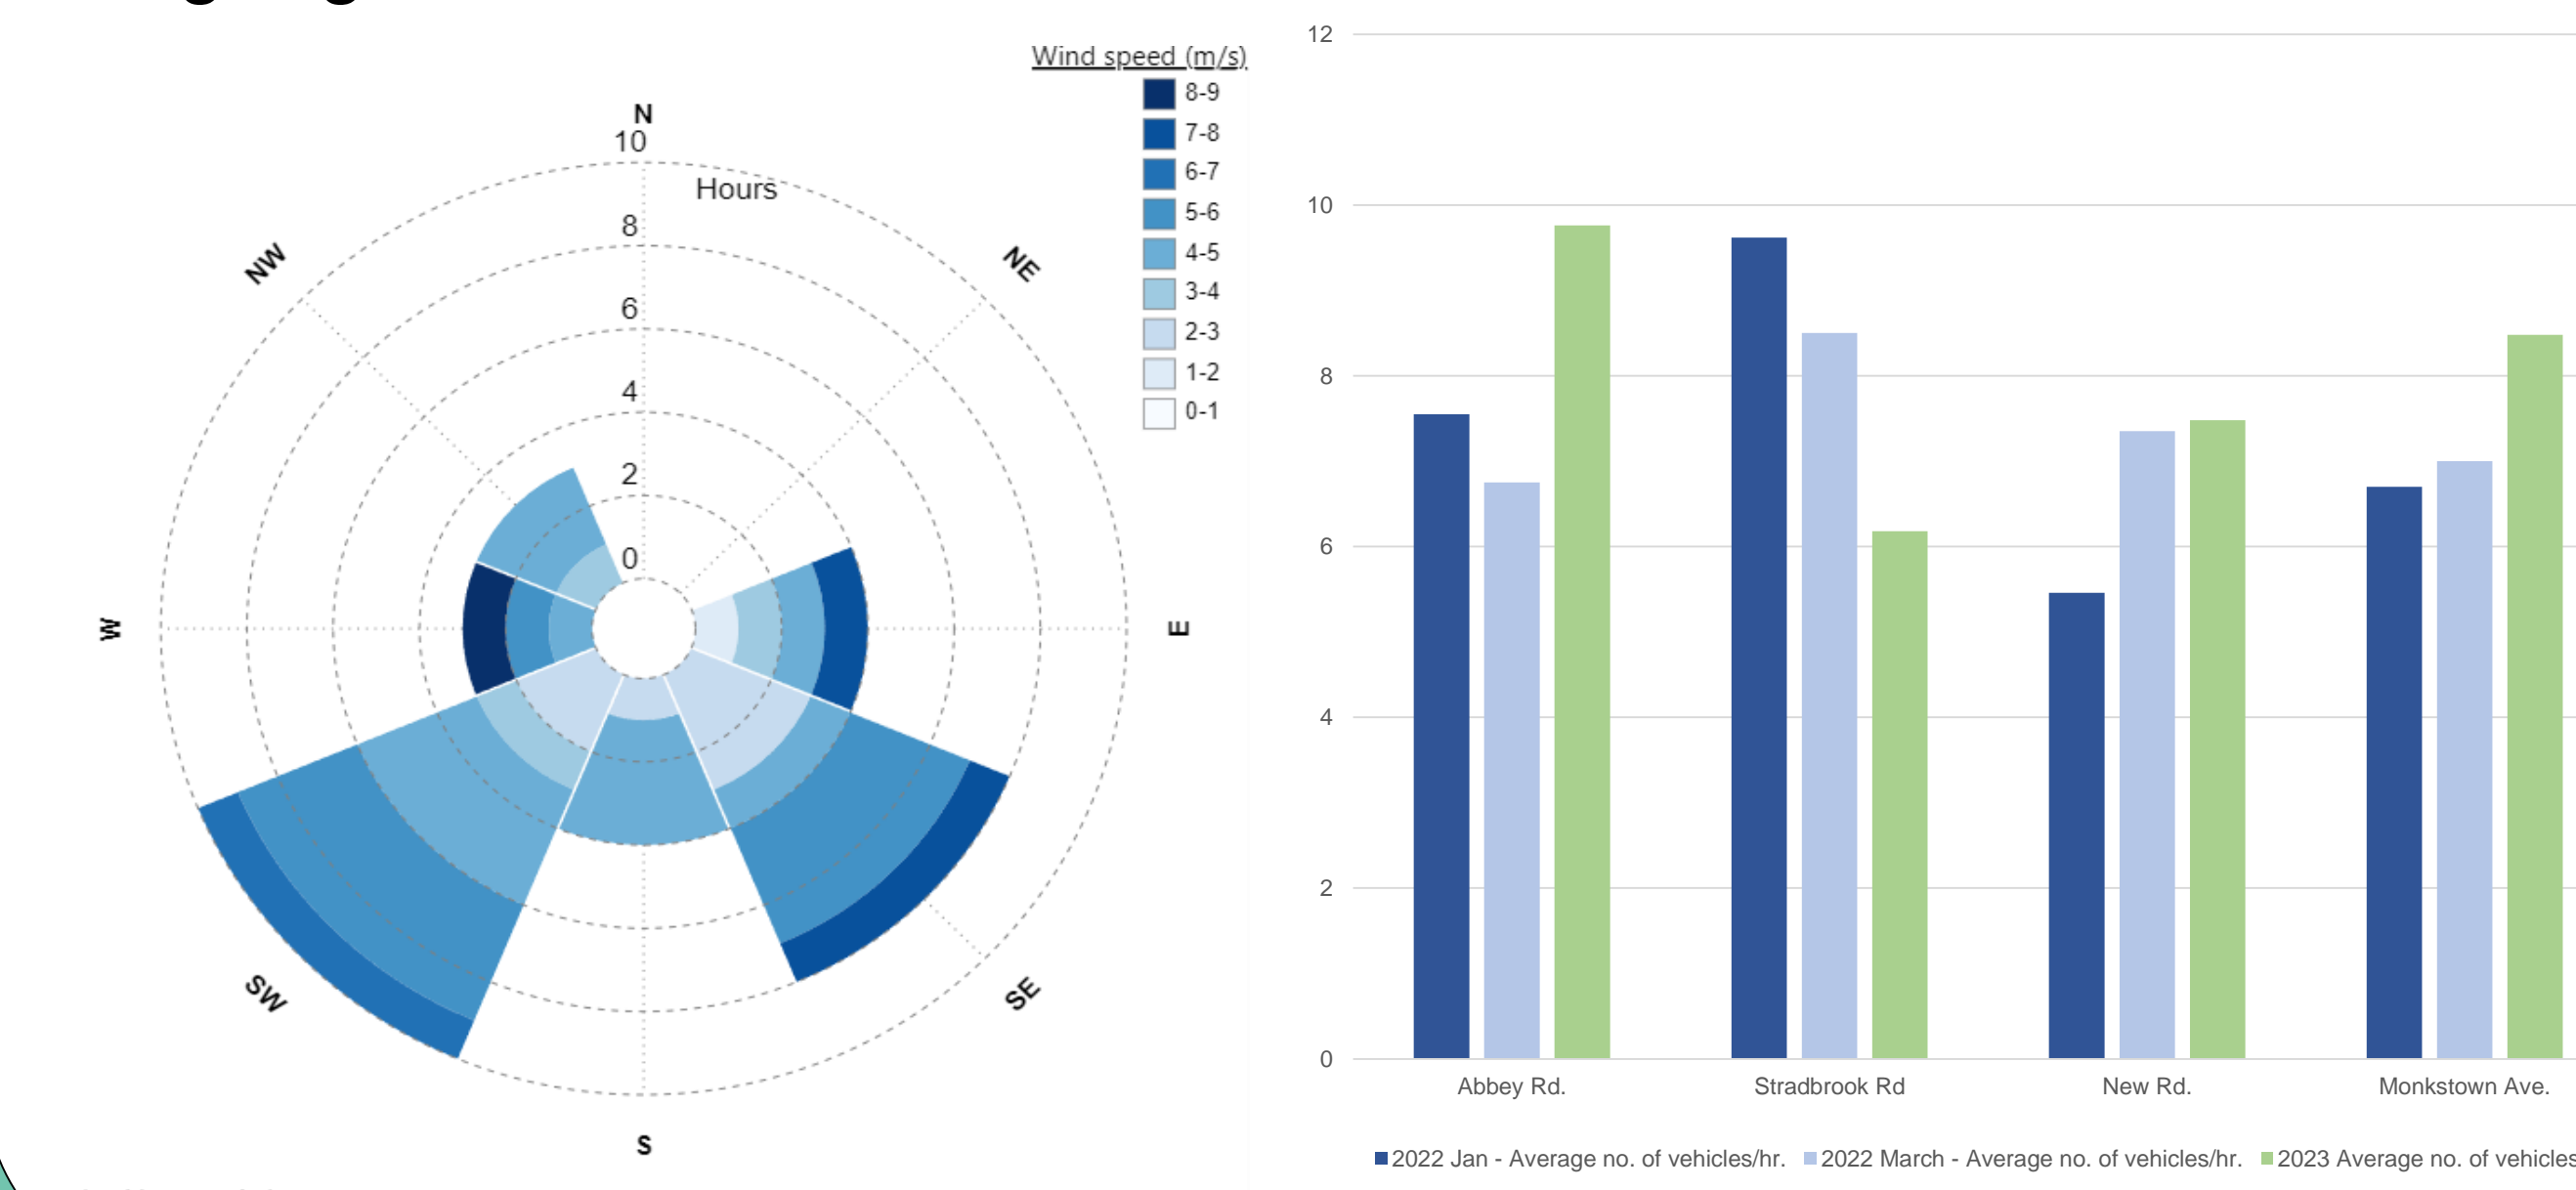 Wind speed (m/s)
8-9
7-8
6-7
5-6
4-5
3-4
2-3
1-2
0-1
N
10
Hours
8
6
4
2
0
NW
NE
W
E
SW
SE
S
12
10
8
6
4
2
0
Abbey Rd. Stradbrook Rd New Rd. Monkstown Ave.
2022 Jan - Average no. of vehicles/hr. 2022 March - Average no. of vehicles/hr. 2023 Average no. of vehicles